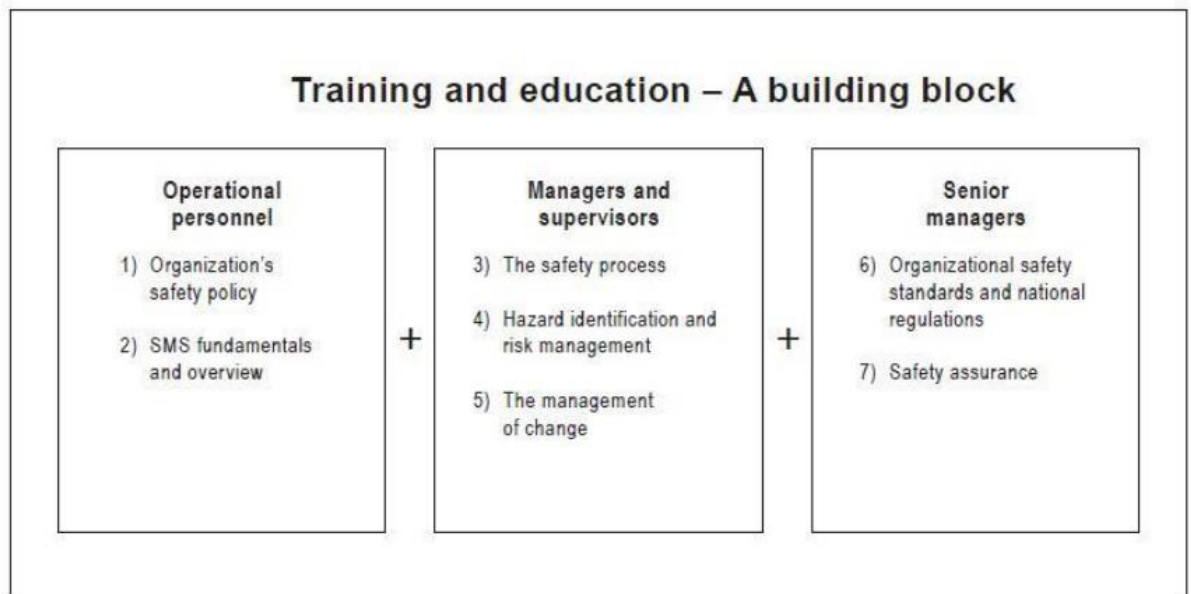 Training and education – A building block
Operational
personnel
1) Organization's
safety policy
2) SMS fundamentals
and overview
+
Managers and
supervisors
3) The safety process
4) Hazard identification and
risk management
5) The management
of change
+
Senior
managers
6) Organizational safety
standards and national
regulations
7) Safety assurance